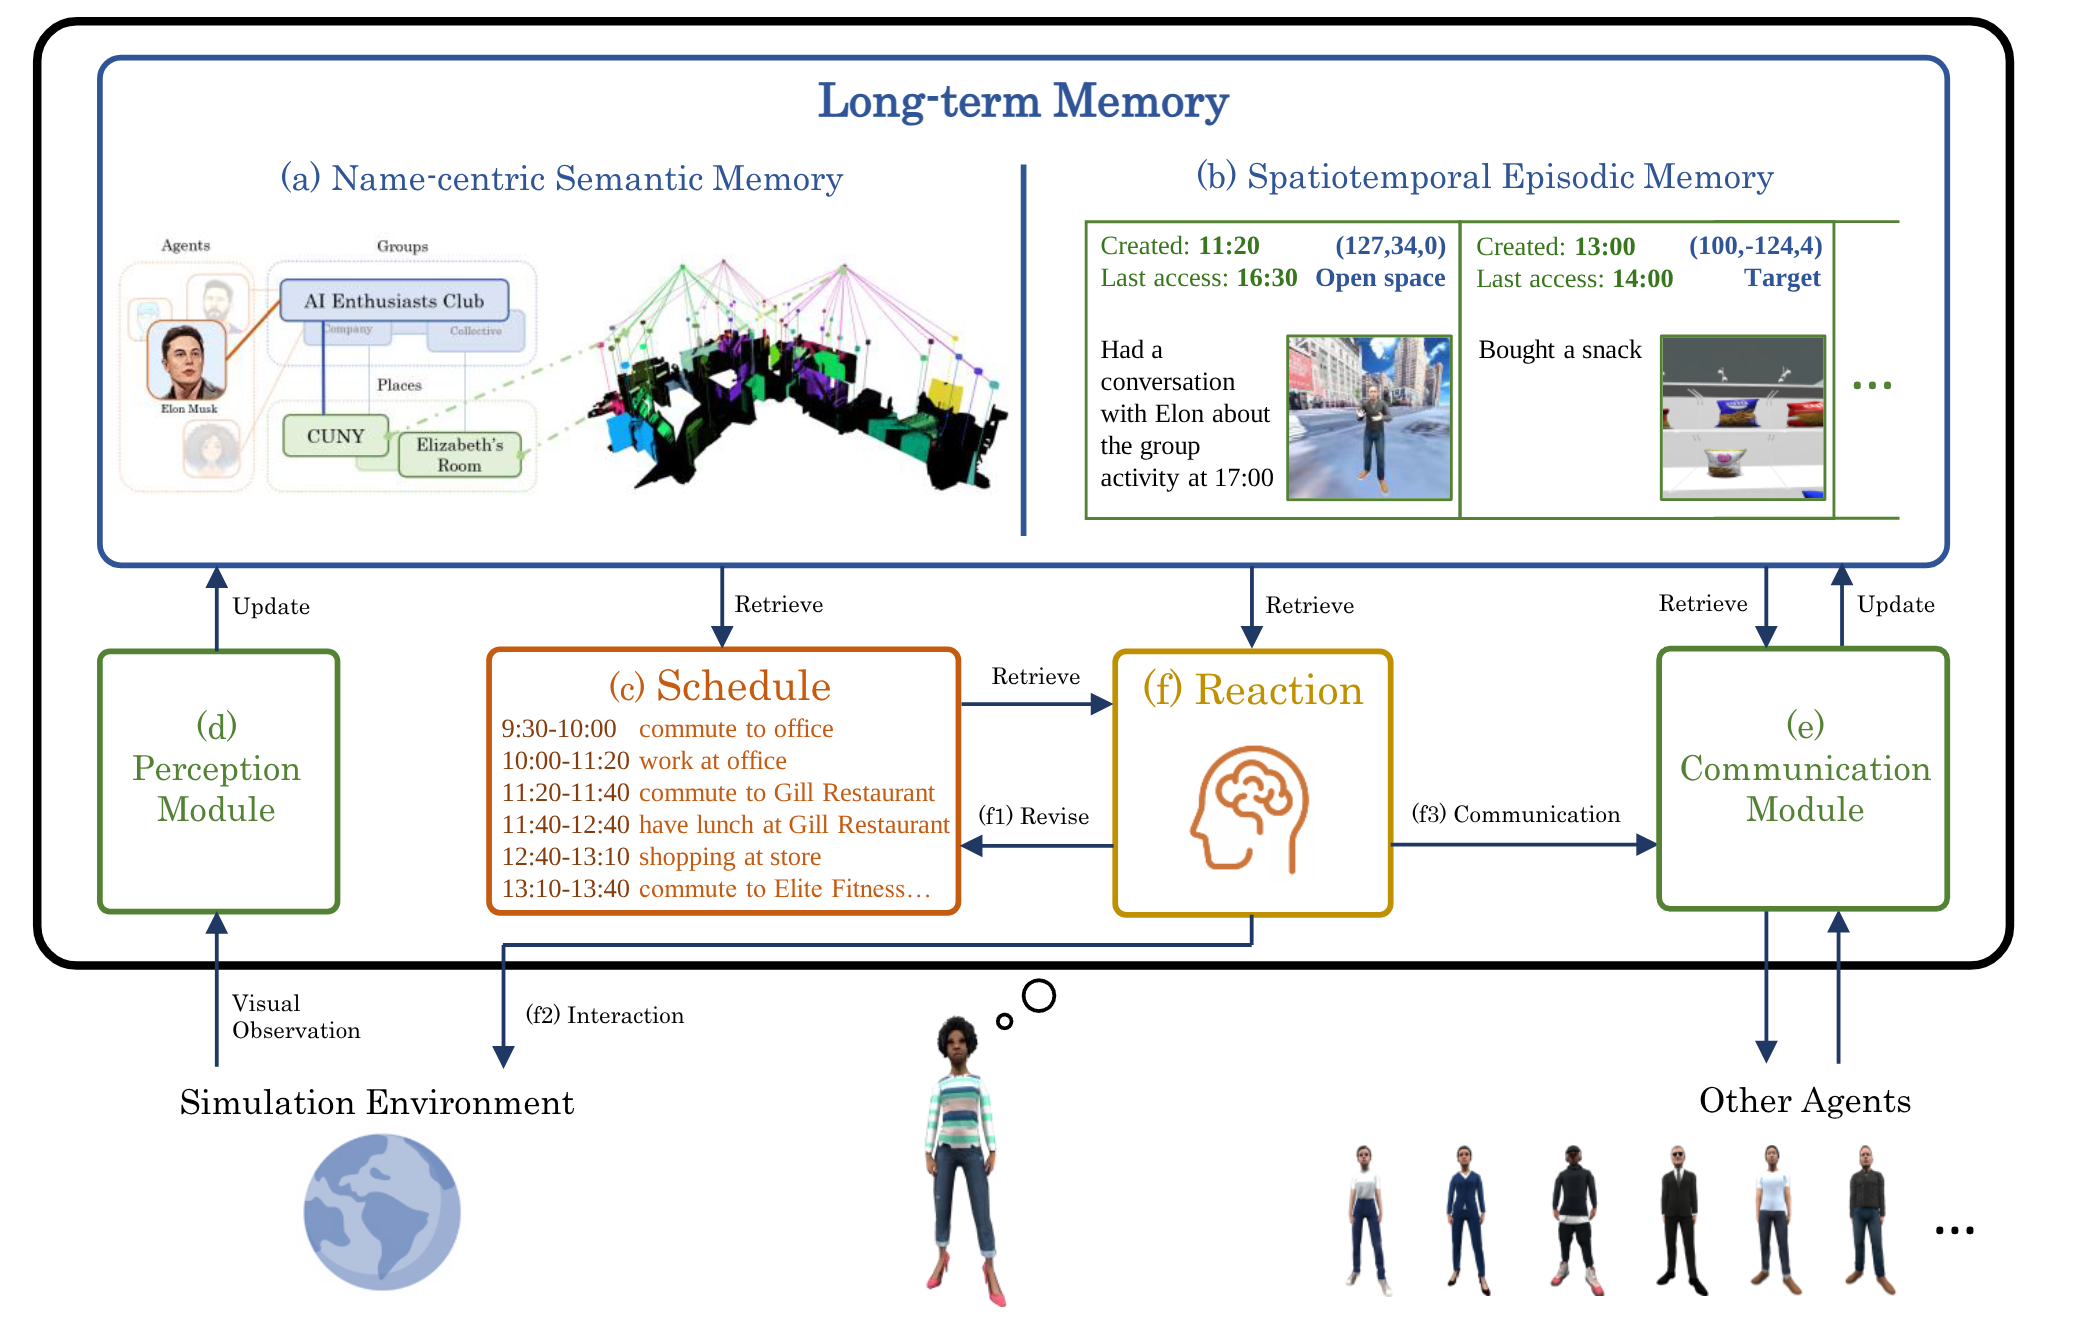 Long-term Memory
(a) Name-centric Semantic Memory
Agents
Groups
AI Enthusiasts Club
Company
Collective
Elon Musk
Places
CUNY
Elizabeth's
Room
(b) Spatiotemporal Episodic Memory
Created: 11:20 (127,34,0)
Last access: 16:30 Open space
Had a
conversation
with Elon about
the group
activity at 17:00
Created: 13:00 (100,-124,4)
Last access: 14:00 Target
Bought a snack
...
Update
Retrieve
Retrieve
Retrieve
Update
(d)
Perception
Module
(c) Schedule
9:30-10:00 commute to office
10:00-11:20 work at office
11:20-11:40 commute to Gill Restaurant
11:40-12:40 have lunch at Gill Restaurant
12:40-13:10 shopping at store
13:10-13:40 commute to Elite Fitness…
Retrieve
(f1) Revise
(f) Reaction
(f3) Communication
(e)
Communication
Module
Visual
Observation
(f2) Interaction
Simulation Environment
Other Agents
...